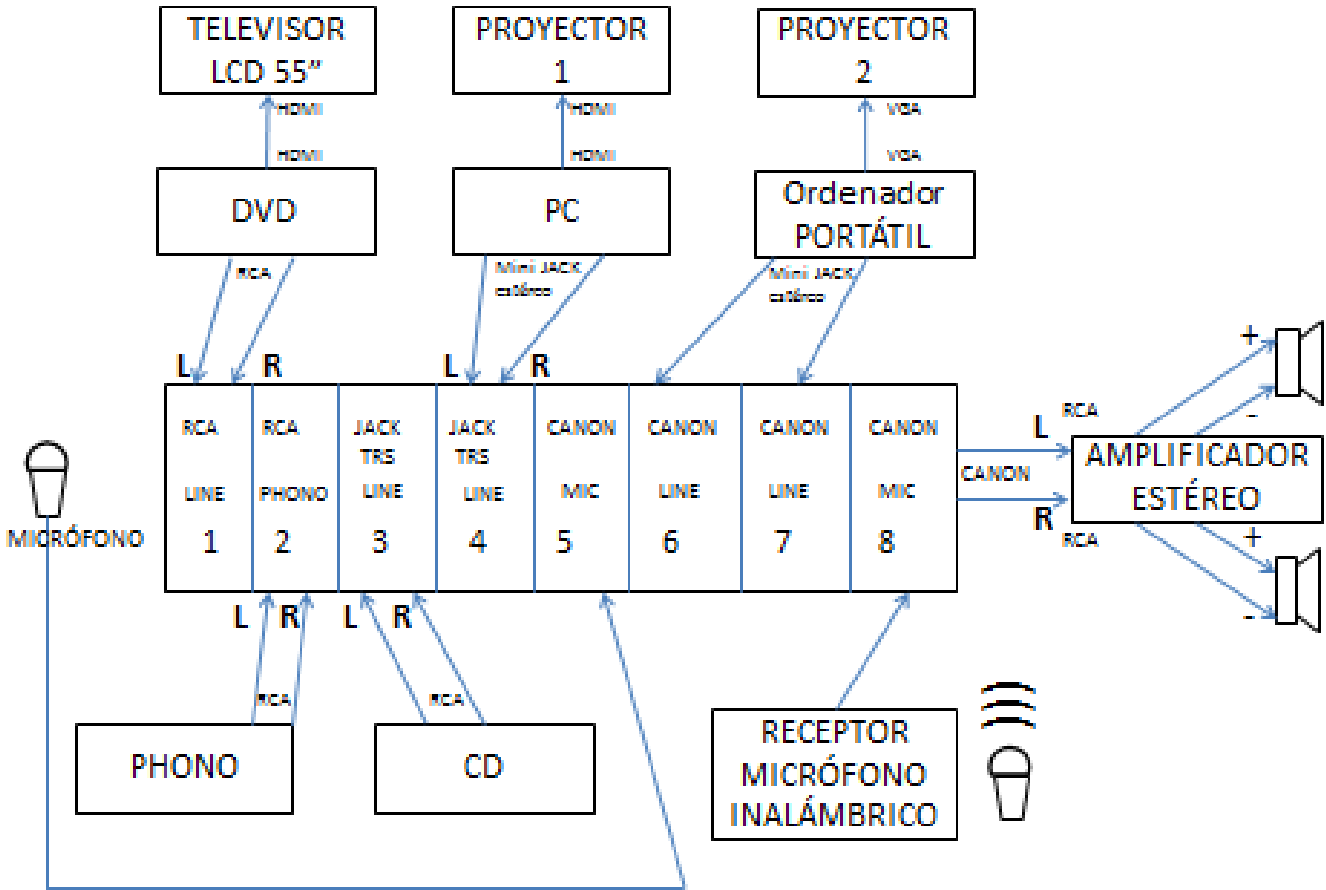 TELEVISOR
LCD 55”
PROYECTOR
1
PROYECTOR
2
HDMI
HDMI
VGA
HDMI
HDMI
VGA
DVD
PC
Ordenador
PORTÁTIL
RCA
Mini JACK
estéreo
Mini JACK
estéreo
L
R
L
R
RCA
LINE
1
RCA
PHONO
2
JACK
TRS
LINE
3
JACK
TRS
LINE
4
CANON
MIC
5
CANON
LINE
6
CANON
LINE
7
CANON
MIC
8
MICRÓFONO
L
RCA
CANON
R
RCA
AMPLIFICADOR
ESTÉREO
+
-
+
-
L
R
L
R
RCA
RCA
PHONO
CD
RECEPTOR
MICRÓFONO
INALÁMBRICO